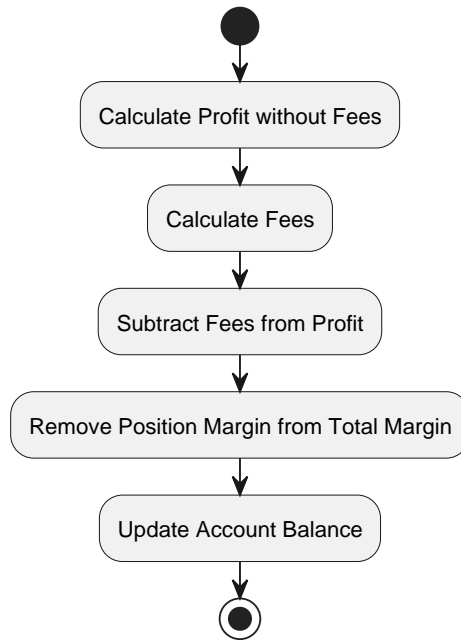 Calculate Profit without Fees
Calculate Fees
Subtract Fees from Profit
Remove Position Margin from Total Margin
Update Account Balance